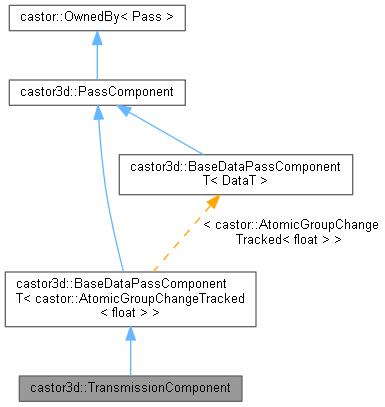 castor::OwnedBy< Pass >
castor3d::PassComponent
castor3d::BaseDataPassComponent
T< DataT >
< castor::AtomicGroupChange
Tracked< float > >
castor3d::BaseDataPassComponent
T< castor::AtomicGroupChangeTracked
< float > >
castor3d::TransmissionComponent